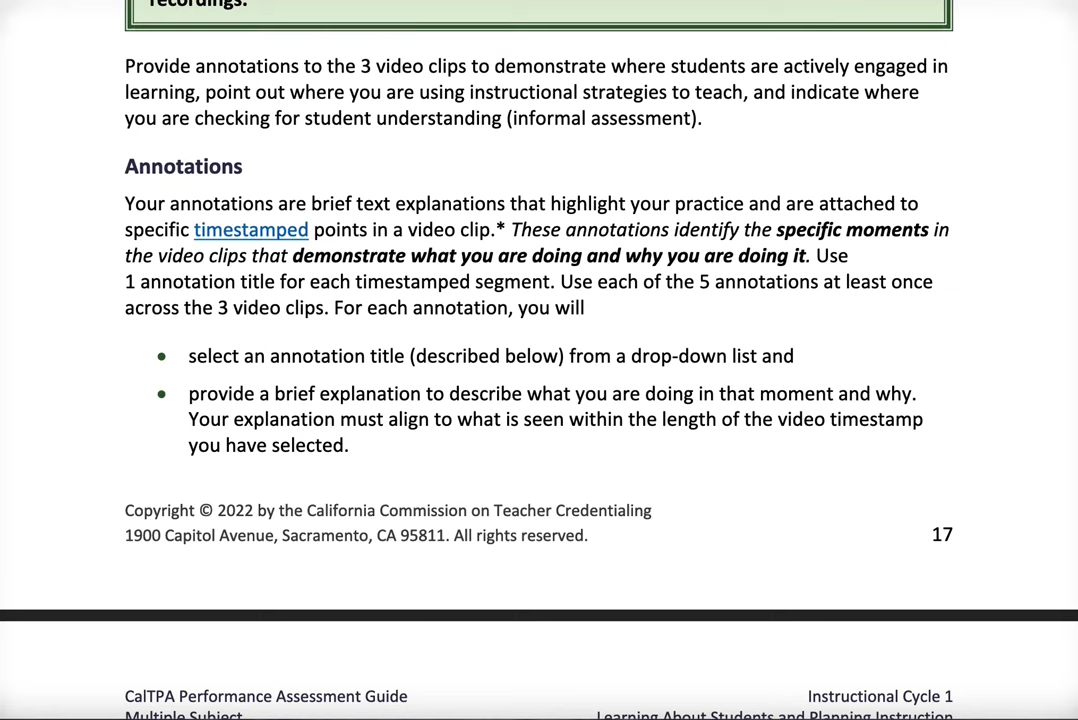 recordings.
Provide annotations to the 3 video clips to demonstrate where students are actively engaged in
learning, point out where you are using instructional strategies to teach, and indicate where
you are checking for student understanding (informal assessment).
Annotations
Your annotations are brief text explanations that highlight your practice and are attached to
specific timestamped points in a video clip.* These annotations identify the specific moments in
the video clips that demonstrate what you are doing and why you are doing it. Use
1 annotation title for each timestamped segment. Use each of the 5 annotations at least once
across the 3 video clips. For each annotation, you will
• select an annotation title (described below) from a drop-down list and
• provide a brief explanation to describe what you are doing in that moment and why.
Your explanation must align to what is seen within the length of the video timestamp
you have selected.
Copyright © 2022 by the California Commission on Teacher Credentialing
1900 Capitol Avenue, Sacramento, CA 95811. All rights reserved.
17
CalTPA Performance Assessment Guide
Instructional Cycle 1
Multiple Subject
Learning About Students and Planning Instruction